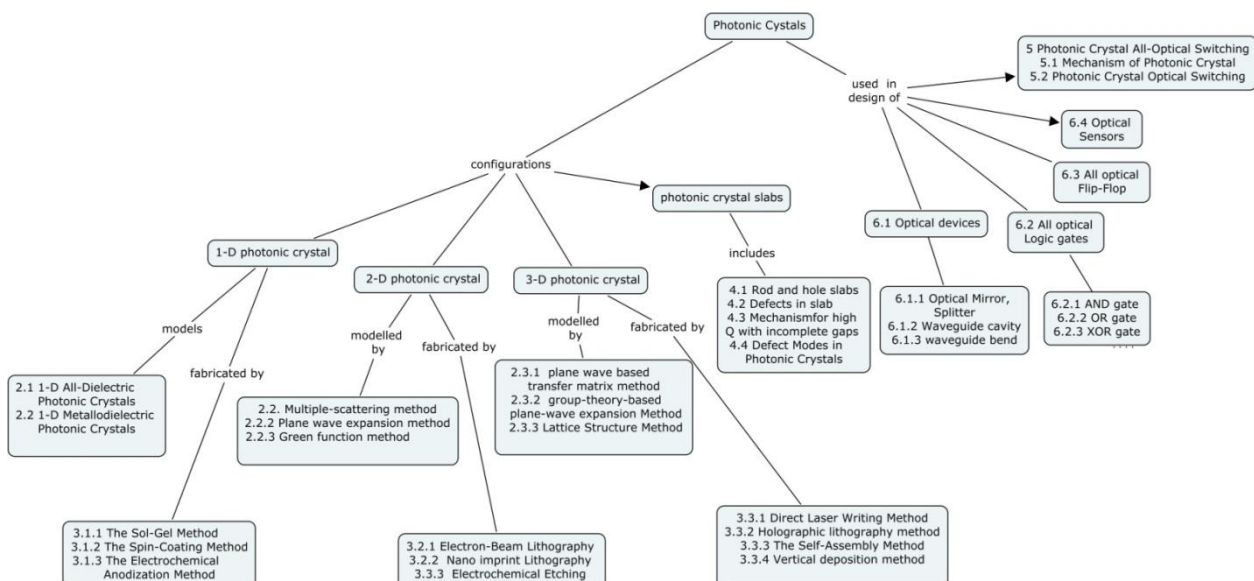 Photonic Cystals
5 Photonic Crystal All-Optical Switching
5.1 Mechanism of Photonic Crystal
5.2 Photonic Crystal Optical Switching
used in
design of
6.4 Optical
Sensors
6.3 All optical
Flip-Flop
configurations
photonic crystal slabs
6.1 Optical devices
6.2 All optical
Logic gates
1-D photonic crystal
2-D photonic crystal
3-D photonic crystal
includes
4.1 Rod and hole slabs
4.2 Defects in slab
4.3 Mechanismfor high
Q with incomplete gaps
4.4 Defect Modes in
Photonic Crystals
6.1.1 Optical Mirror,
Splitter
6.1.2 Waveguide cavity
6.1.3 waveguide bend
6.2.1 AND gate
6.2.2 OR gate
6.2.3 XOR gate
....
models
fabricated by
modelled
by
fabricated by
modelled
by
fabricated by
2.1 1-D All-Dielectric
Photonic Crystals
2.2 1-D Metallodielectric
Photonic Crystals
2.2. Multiple-scattering method
2.2.2 Plane wave expansion method
2.2.3 Green function method
2.3.1 plane wave based
transfer matrix method
2.3.2 group-theory-based
plane-wave expansion Method
2.3.3 Lattice Structure Method
3.1.1 The Sol-Gel Method
3.1.2 The Spin-Coating Method
3.1.3 The Electrochemical
Anodization Method
3.2.1 Electron-Beam Lithography
3.2.2 Nano imprint Lithography
3.3.3 Electrochemical Etching
3.3.1 Direct Laser Writing Method
3.3.2 Holographic lithography method
3.3.3 The Self-Assembly Method
3.3.4 Vertical deposition method